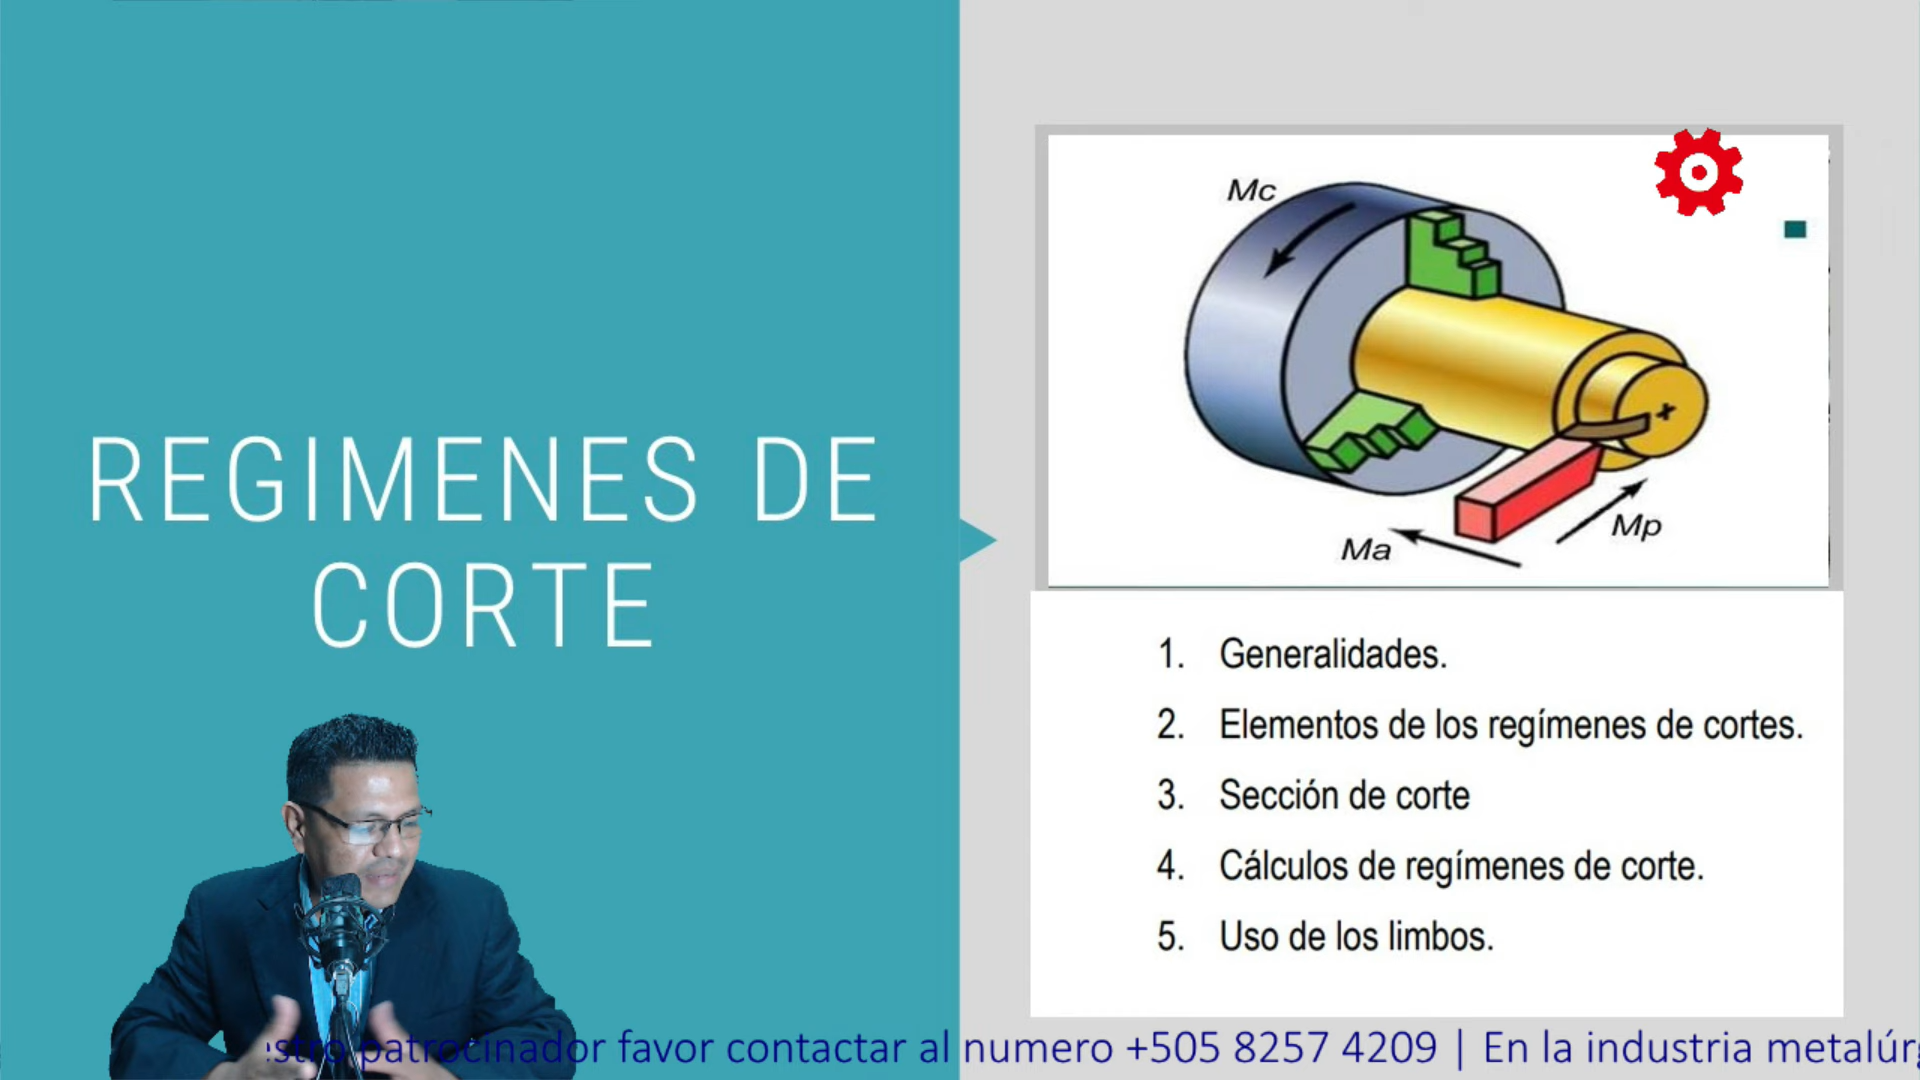 REGIMENES DE
CORTE
Mc
Ma
Mp
1. Generalidades.
2. Elementos de los regímenes de cortes.
3. Sección de corte
4. Cálculos de regímenes de corte.
5. Uso de los limbos.
patrocinador favor contactar al numero +505 8257 4209 | En la industria